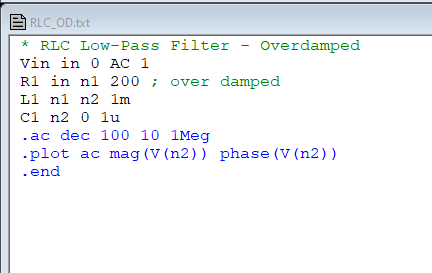 RLC_OD.txt
* RLC Low-Pass Filter - Overdamped
Vin in 0 AC 1
R1 in n1 200 ; over damped
L1 n1 n2 1m
C1 n2 0 1u
.ac dec 100 10 1Meg
.plot ac mag(V(n2)) phase(V(n2))
.end